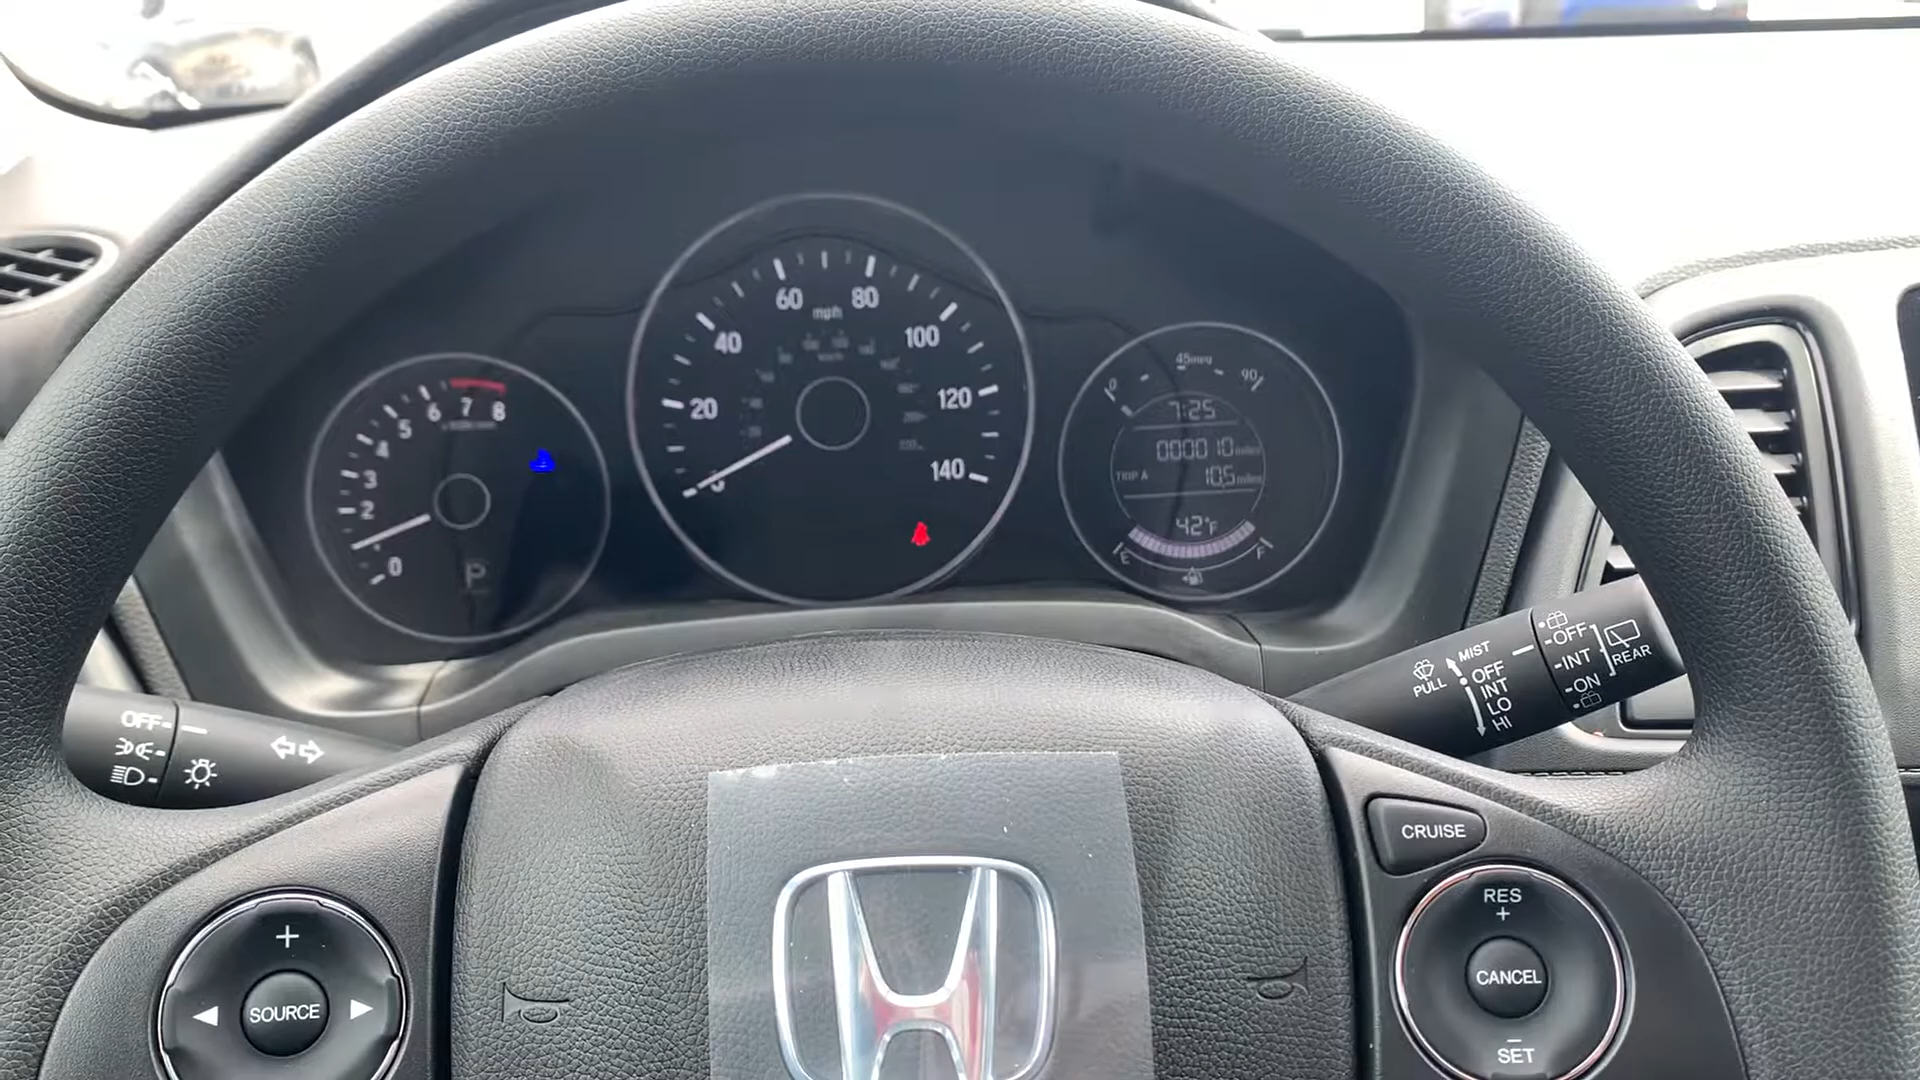 60 80
mph
40 100
20 120
0 140
6 7 8
5
4
3
2
0
P
45mpg
0 90
7:25
000010 miles
TRIP A 10.5 miles
42°F
E F
OFF
MIST
PULL
OFF
INT
LO
HI
OFF
INT
ON
REAR
+
SOURCE
CRUISE
RES
+
CANCEL
−
SET